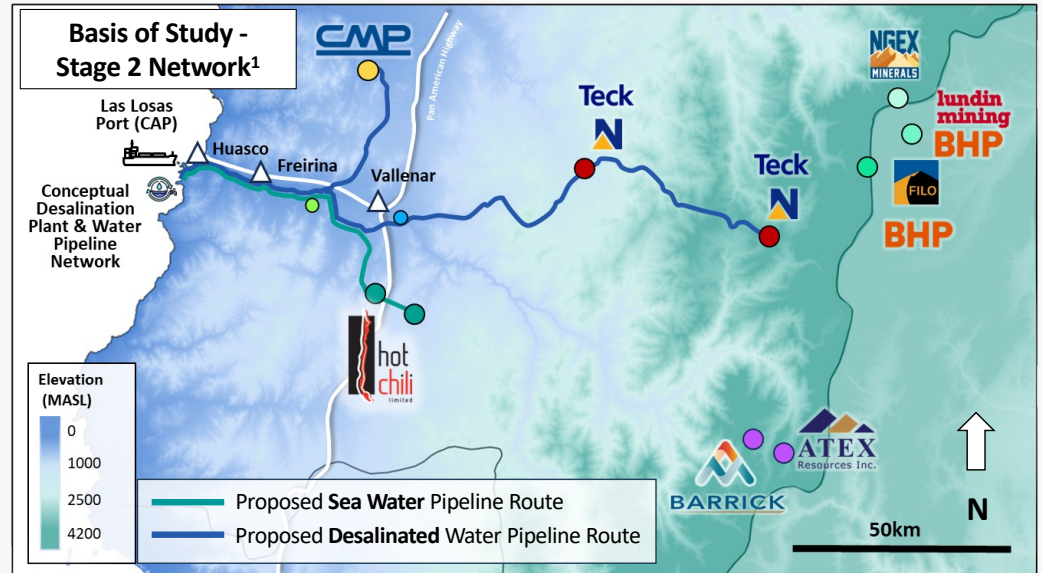 Basis of Study -
Stage 2 Network¹
CMP
Pan American Highway
NGEX
MINERALS
Las Losas
Port (CAP)
Teck
N
lundin
mining
BHP
Huasco
Freirina
Vallenar
Teck
N
FILO
BHP
Conceptual
Desalination
Plant & Water
Pipeline
Network
hot
chili
limited
Elevation
(MASL)
0
1000
2500
4200
ATEX
Resources Inc.
BARRICK
N
Proposed Sea Water Pipeline Route
Proposed Desalinated Water Pipeline Route
50km